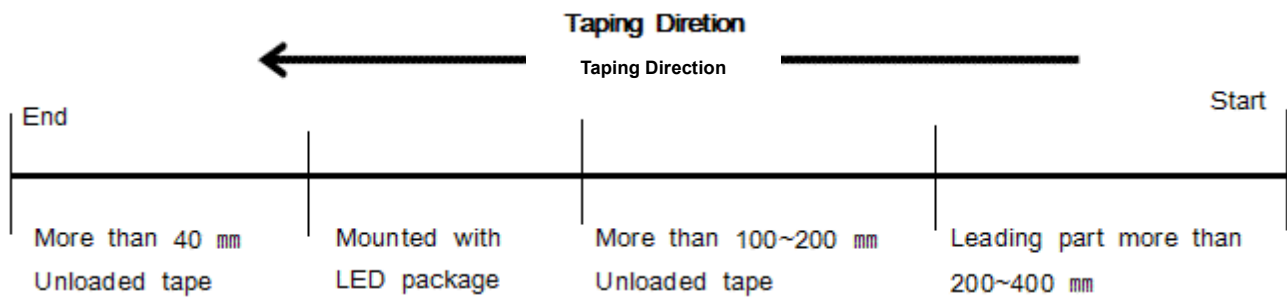 Taping Diretion
Taping Direction
End
Start
More than 40 ㎜
Unloaded tape
Mounted with
LED package
More than 100~200 ㎜
Unloaded tape
Leading part more than
200~400 ㎜